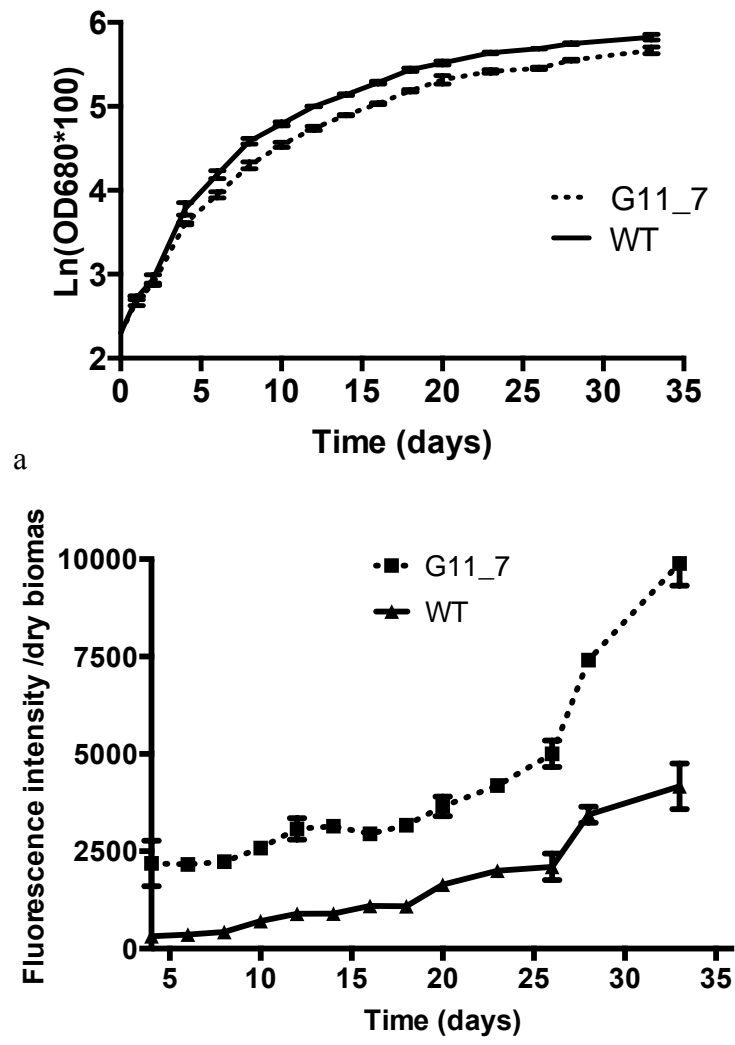 Ln(OD680*100)
6
5
4
3
2
G11_7
WT
0 5 10 15 20 25 30 35
Time (days)
a
Fluorescence intensity /dry biomas
10000
7500
5000
2500
0
G11_7
WT
5 10 15 20 25 30 35
Time (days)